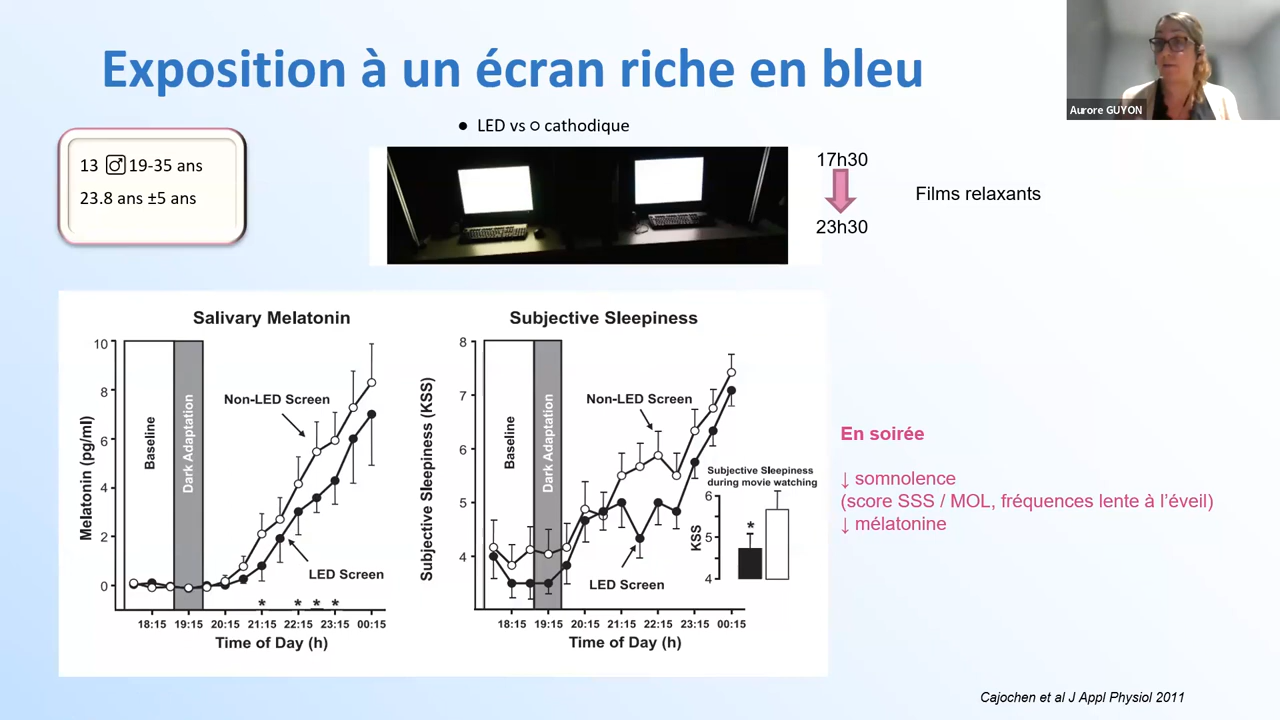 Exposition à un écran riche en bleu
Aurore GUYON
● LED vs ○ cathodique
13 ♂ 19-35 ans
23.8 ans ±5 ans
17h30
23h30
Films relaxants
Salivary Melatonin
Melatonin (pg/ml)
10
8
6
4
2
0
Baseline
Dark Adaptation
Non-LED Screen
LED Screen
* * * *
18:15 19:15 20:15 21:15 22:15 23:15 00:15
Time of Day (h)
Subjective Sleepiness
Subjective Sleepiness (KSS)
8
7
6
5
4
Baseline
Dark Adaptation
Non-LED Screen
LED Screen
18:15 19:15 20:15 21:15 22:15 23:15 00:15
Time of Day (h)
Subjective Sleepiness
during movie watching
KSS
6
5
4
*
En soirée
↓ somnolence
(score SSS / MOL, fréquences lente à l’éveil)
↓ mélatonine
Cajochen et al J Appl Physiol 2011